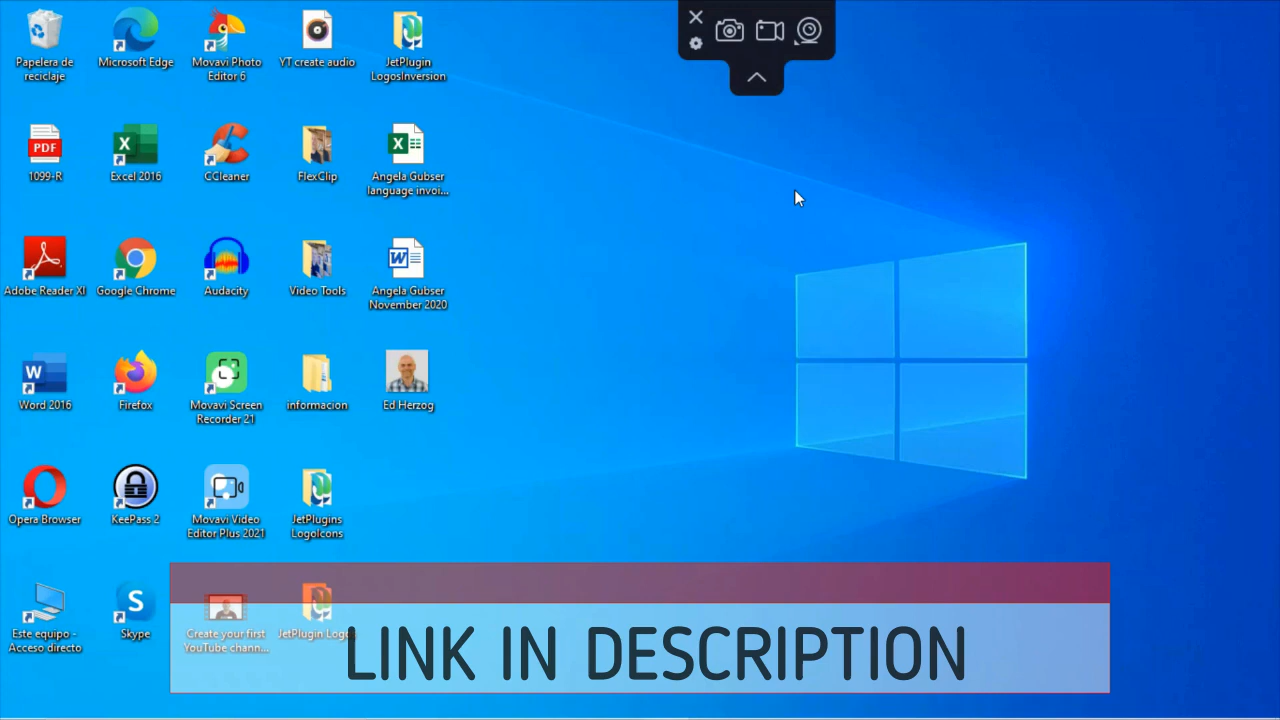 Papelera de
reciclaje
Microsoft Edge
Movavi Photo
Editor 6
YT create audio
JetPlugin
LogosInversion
PDF
1099-R
X
Excel 2016
CCleaner
FlexClip
X
Angela Gubser
language invoi...
Adobe Reader XI
Google Chrome
Audacity
Video Tools
W
Angela Gubser
November 2020
W
Word 2016
Firefox
Movavi Screen
Recorder 21
informacion
Ed Herzog
Opera Browser
KeePass 2
Movavi Video
Editor Plus 2021
JetPlugins
LogoIcons
Este equipo -
Acceso directo
S
Skype
Create your first
YouTube chann...
JetPlugin Logo
LINK IN DESCRIPTION